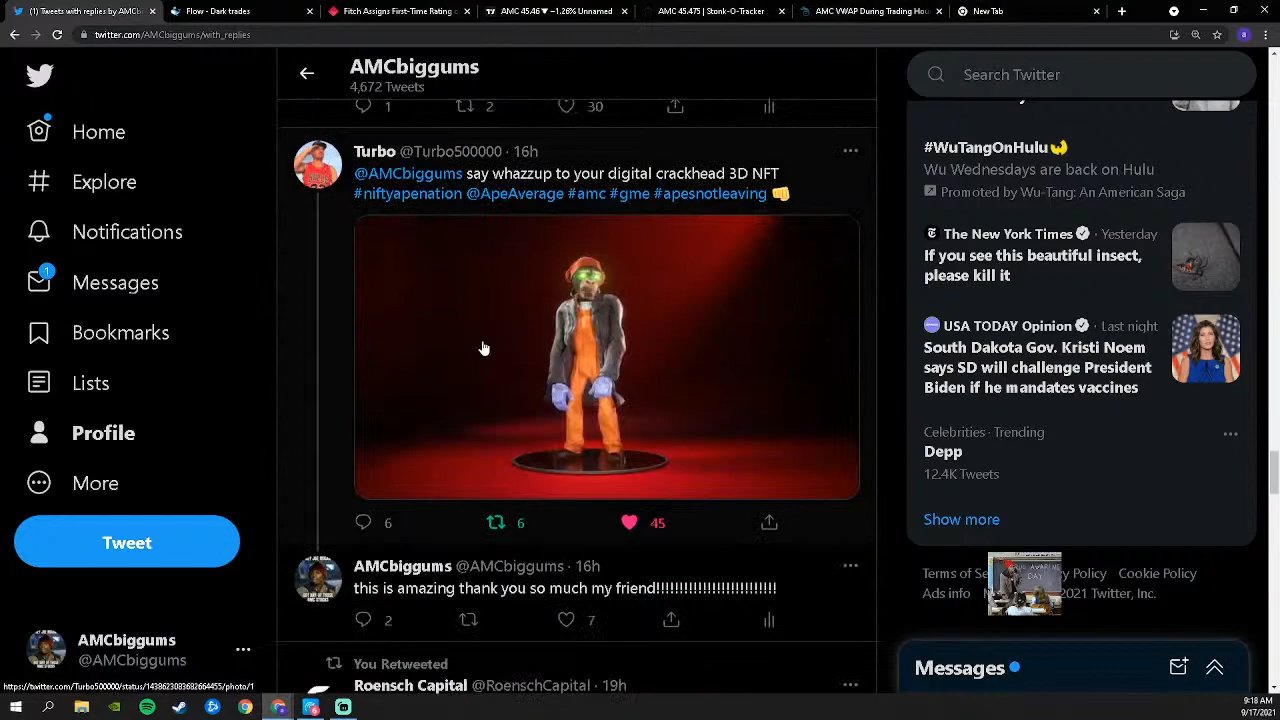 (1) Tweets with replies by AMCb
Flow - Dark trades
Fitch Assigns First-Time Rating
AMC 45.46 ▼ −1.26% Unnamed
AMC 45.475 | Stonk-O-Tracker
AMC VWAP During Trading Hou
New Tab
twitter.com/AMCbiggums/with_replies
Home
Explore
Notifications
1
Messages
Bookmarks
Lists
Profile
More
Tweet
AMCbiggums
@AMCbiggums
AMCbiggums
4,672 Tweets
1 2 30
Turbo @Turbo500000 · 16h
@AMCbiggums say whazzup to your digital crackhead 3D NFT
#niftyapenation @ApeAverage #amc #gme #apesnotleaving 👊
6 6 45
AMCbiggums @AMCbiggums · 16h
this is amazing thank you so much my friend!!!!!!!!!!!!!!!!!!!!!!!!!!
2 7
You Retweeted
Roensch Capital @RoenschCapital · 19h
Search Twitter
#WuTangOnHulu
Wu Wednesdays are back on Hulu
Promoted by Wu-Tang: An American Saga
The New York Times · Yesterday
If you see this beautiful insect,
please kill it
USA TODAY Opinion · Last night
South Dakota Gov. Kristi Noem
says SD will challenge President
Biden if he mandates vaccines
Celebrities · Trending
Depp
12.4K Tweets
Show more
Terms of Se
y Policy Cookie Policy
Ads info
2021 Twitter, Inc.
Messages
https://twitter.com/Turbo500000/status/1438623083682664455/photo/1
9:18 AM
9/17/2021